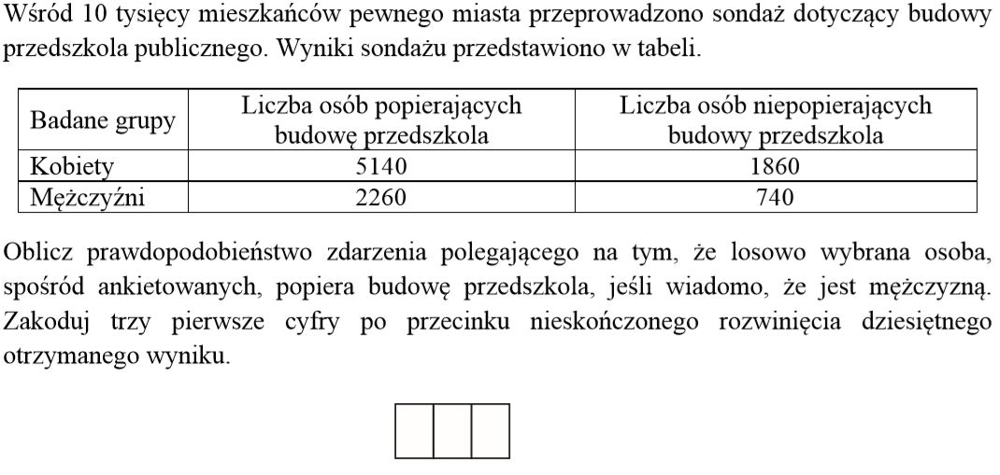 Wśród 10 tysięcy mieszkańców pewnego miasta przeprowadzono sondaż dotyczący budowy
przedszkola publicznego. Wyniki sondażu przedstawiono w tabeli.
Badane grupy
Liczba osób popierających
budowę przedszkola
Liczba osób niepopierających
budowy przedszkola
Kobiety 5140 1860
Mężczyźni 2260 740
Oblicz prawdopodobieństwo zdarzenia polegającego na tym, że losowo wybrana osoba,
spośród ankietowanych, popiera budowę przedszkola, jeśli wiadomo, że jest mężczyzną.
Zakoduj trzy pierwsze cyfry po przecinku nieskończonego rozwinięcia dziesiętnego
otrzymanego wyniku.